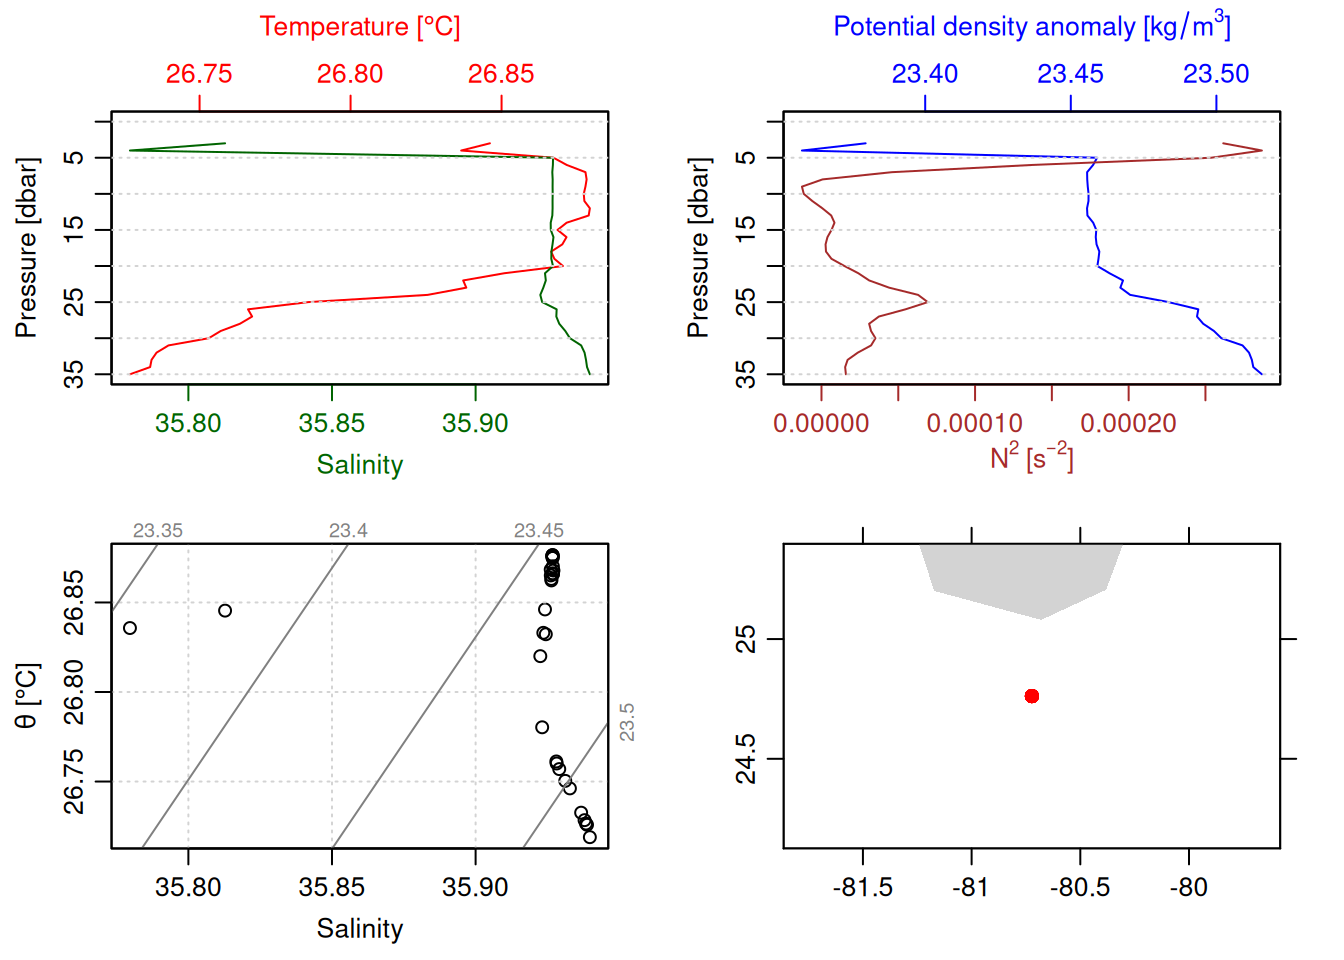 Temperature [°C]
26.75 26.80 26.85
Pressure [dbar]
5
15
25
35
35.80 35.85 35.90
Salinity
Potential density anomaly [kg/m³]
23.40 23.45 23.50
Pressure [dbar]
5
15
25
35
0.00000 0.00010 0.00020
N² [s⁻²]
23.35 23.4 23.45
23.5
θ [°C]
26.85
26.80
26.75
35.80 35.85 35.90
Salinity
25
24.5
-81.5 -81 -80.5 -80